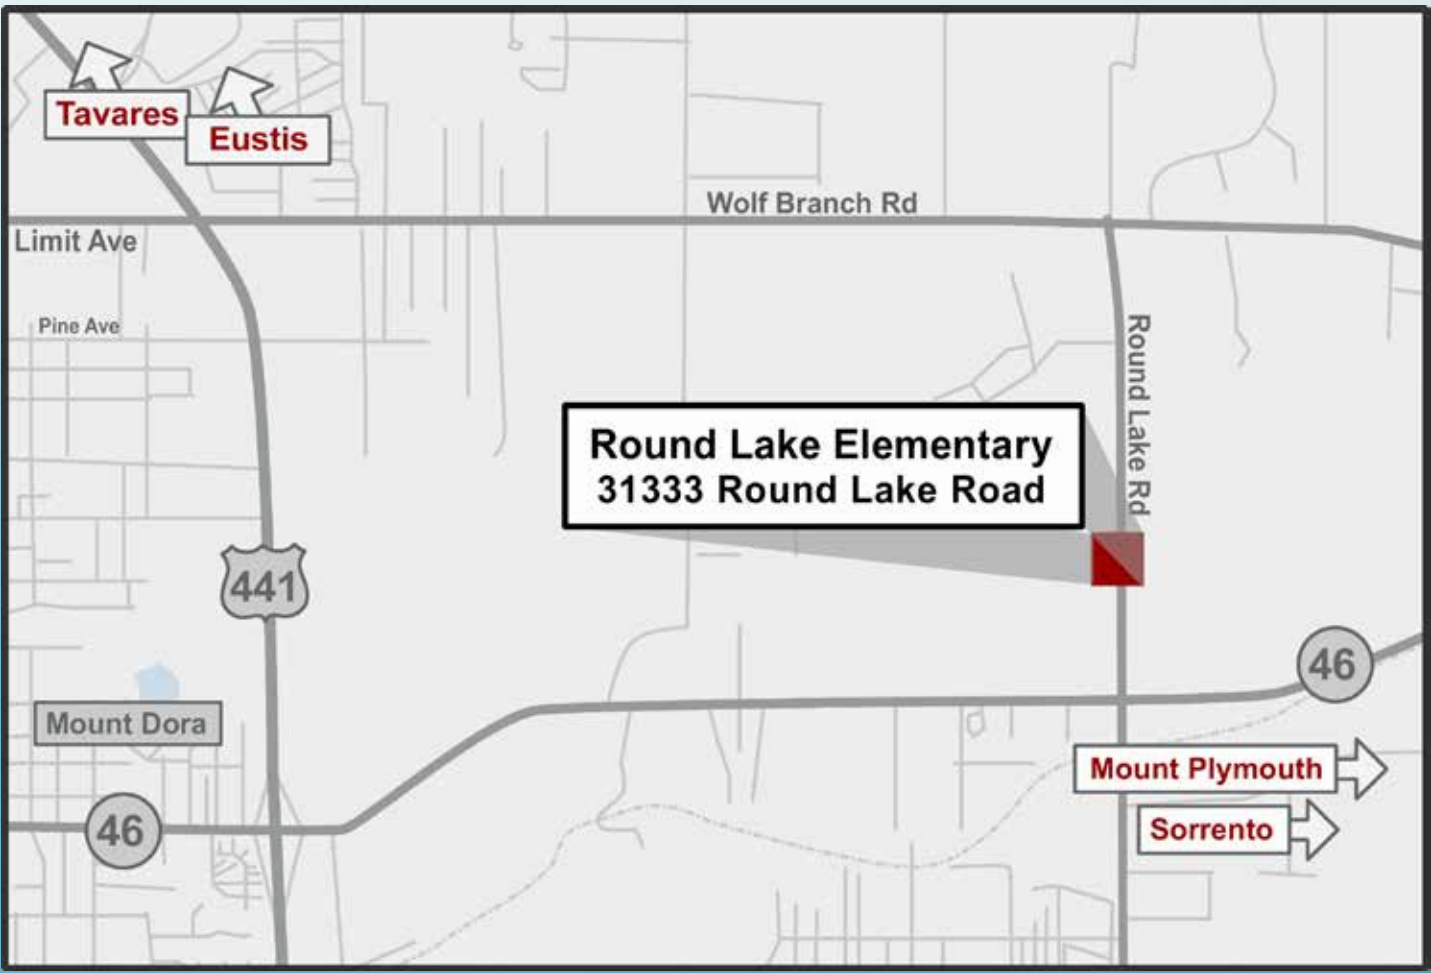 Tavares
Eustis
Wolf Branch Rd
Limit Ave
Pine Ave
Round Lake Rd
Round Lake Elementary
31333 Round Lake Road
441
46
Mount Dora
Mount Plymouth
46
Sorrento